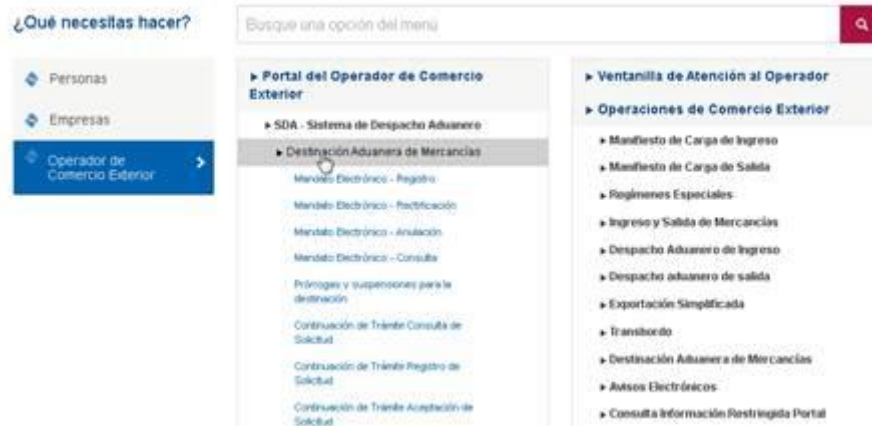 ¿Qué necesitas hacer?
Busque una opción del menú
Personas
Empresas
Operador de
Comercio Exterior
Portal del Operador de Comercio
Exterior
SDA - Sistema de Despacho Aduanero
Destinación Aduanera de Mercancías
Mandato Electrónico - Registro
Mandato Electrónico - Rectificación
Mandato Electrónico - Anulación
Mandato Electrónico - Consulta
Prórrogas y suspensiones para la
destinación
Continuación de Trámite Consulta de
Solicitud
Continuación de Trámite Registro de
Solicitud
Continuación de Trámite Aceptación de
Solicitud
Ventanilla de Atención al Operador
Operaciones de Comercio Exterior
Manifiesto de Carga de Ingreso
Manifiesto de Carga de Salida
Regímenes Especiales
Ingreso y Salida de Mercancías
Despacho Aduanero de Ingreso
Despacho aduanero de salida
Exportación Simplificada
Transbordo
Destinación Aduanera de Mercancías
Avisos Electrónicos
Consulta Información Restringida Portal